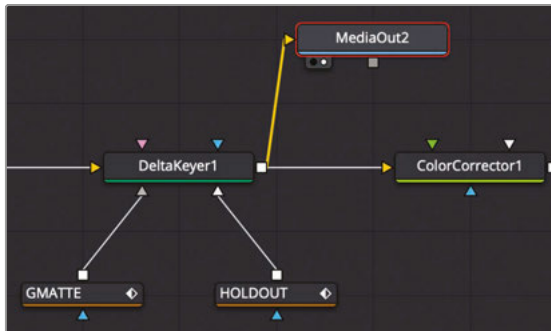 MediaOut2
DeltaKeyer1
ColorCorrector1
GMATTE
HOLDOUT